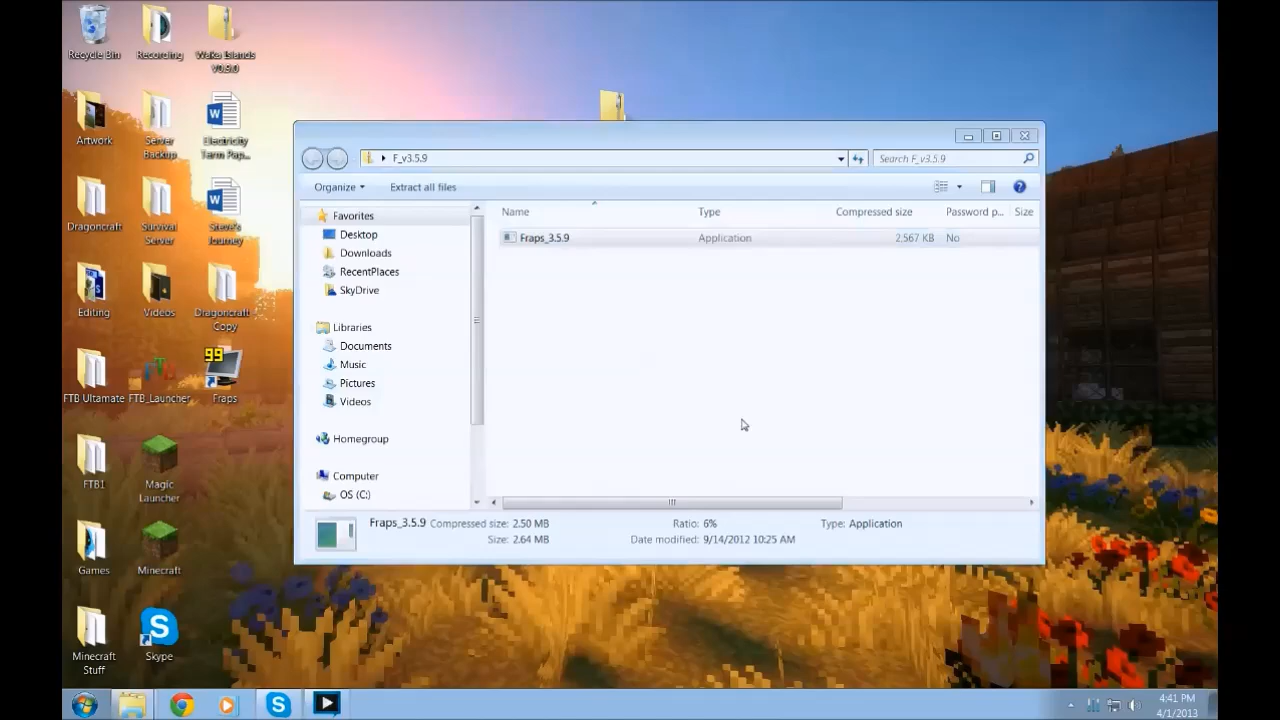 Recycle Bin
Recording
Waka Islands
V0.5.0
Artwork
Server
Backup
Electricity
Term Pap...
Dragoncraft
Survival
Server
Steve's
Journey
Editing
Videos
Dragoncraft
Copy
FTB Ultamate
FTB_Launcher
99
Fraps
FTB1
Magic
Launcher
Games
Minecraft
Minecraft
Stuff
Skype
F_v3.5.9
Search F_v3.5.9
Organize
Extract all files
Favorites
Desktop
Downloads
RecentPlaces
SkyDrive
Libraries
Documents
Music
Pictures
Videos
Homegroup
Computer
OS (C:)
Name
Type
Compressed size
Password p...
Size
Fraps_3.5.9
Application
2,567 KB
No
Fraps_3.5.9 Compressed size: 2.50 MB
Size: 2.64 MB
Ratio: 6%
Date modified: 9/14/2012 10:25 AM
Type: Application
4:41 PM
4/1/2013